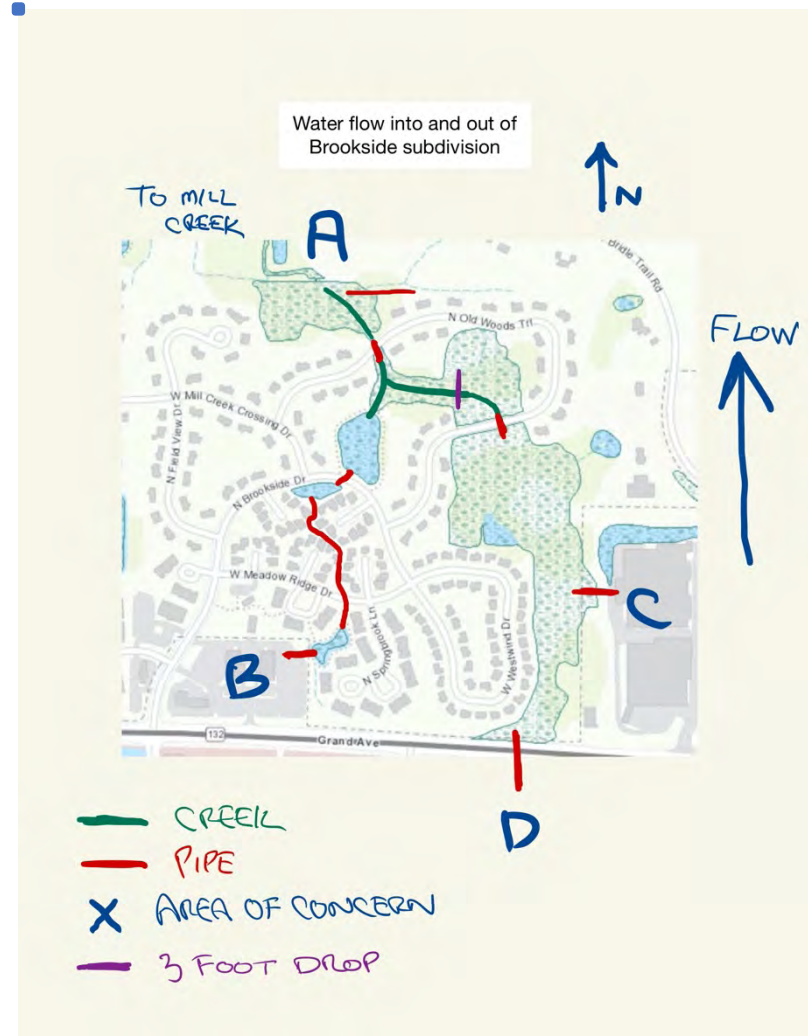 Water flow into and out of
Brookside subdivision
N
TO MILL
CREEK
A
Bridle Trail Rd
FLOW
N Old Woods Trl
W Mill Creek Crossing Dr
N Field View Dr
N Brookside Dr
W Meadow Ridge Dr
C
N Springbrook Ln
W Westwind Dr
B
132
Grand Ave
D
CREEK
PIPE
X AREA OF CONCERN
3 FOOT DROP